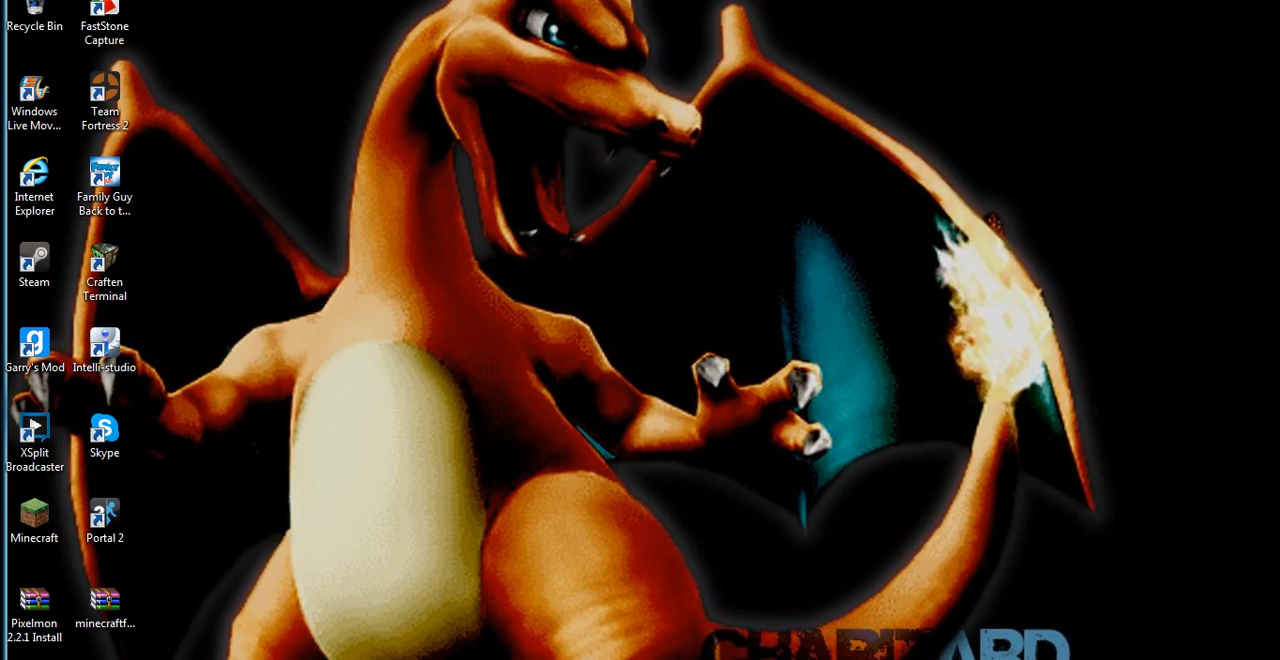 Recycle Bin
FastStone
Capture
Windows
Live Mov...
Team
Fortress 2
Internet
Explorer
Family Guy
Back to t...
Steam
Craften
Terminal
Garry's Mod
Intelli-studio
XSplit
Broadcaster
Skype
Minecraft
Portal 2
Pixelmon
2.2.1 Install
minecraftf...
CHARIZARD